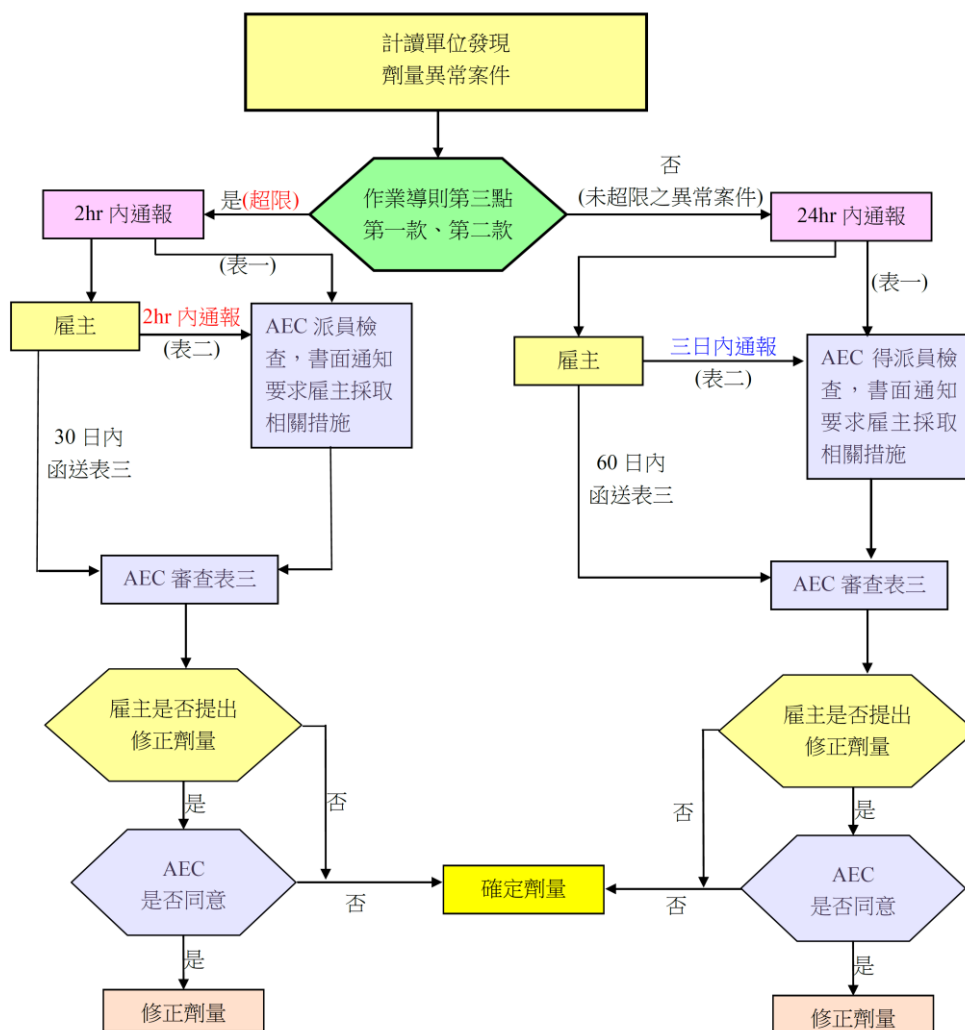 計讀單位發現
劑量異常案件
作業導則第三點
第一款、第二款
是(超限)
否
(未超限之異常案件)
2hr 內通報
24hr 內通報
(表一)
(表一)
雇主
2hr 內通報
(表二)
AEC 派員檢
查，書面通知
要求雇主採取
相關措施
雇主
三日內通報
(表二)
AEC 得派員檢
查，書面通知
要求雇主採取
相關措施
30 日內
函送表三
60 日內
函送表三
AEC 審查表三
AEC 審查表三
雇主是否提出
修正劑量
雇主是否提出
修正劑量
是
否
否
是
AEC
是否同意
否
確定劑量
否
AEC
是否同意
是
是
修正劑量
修正劑量